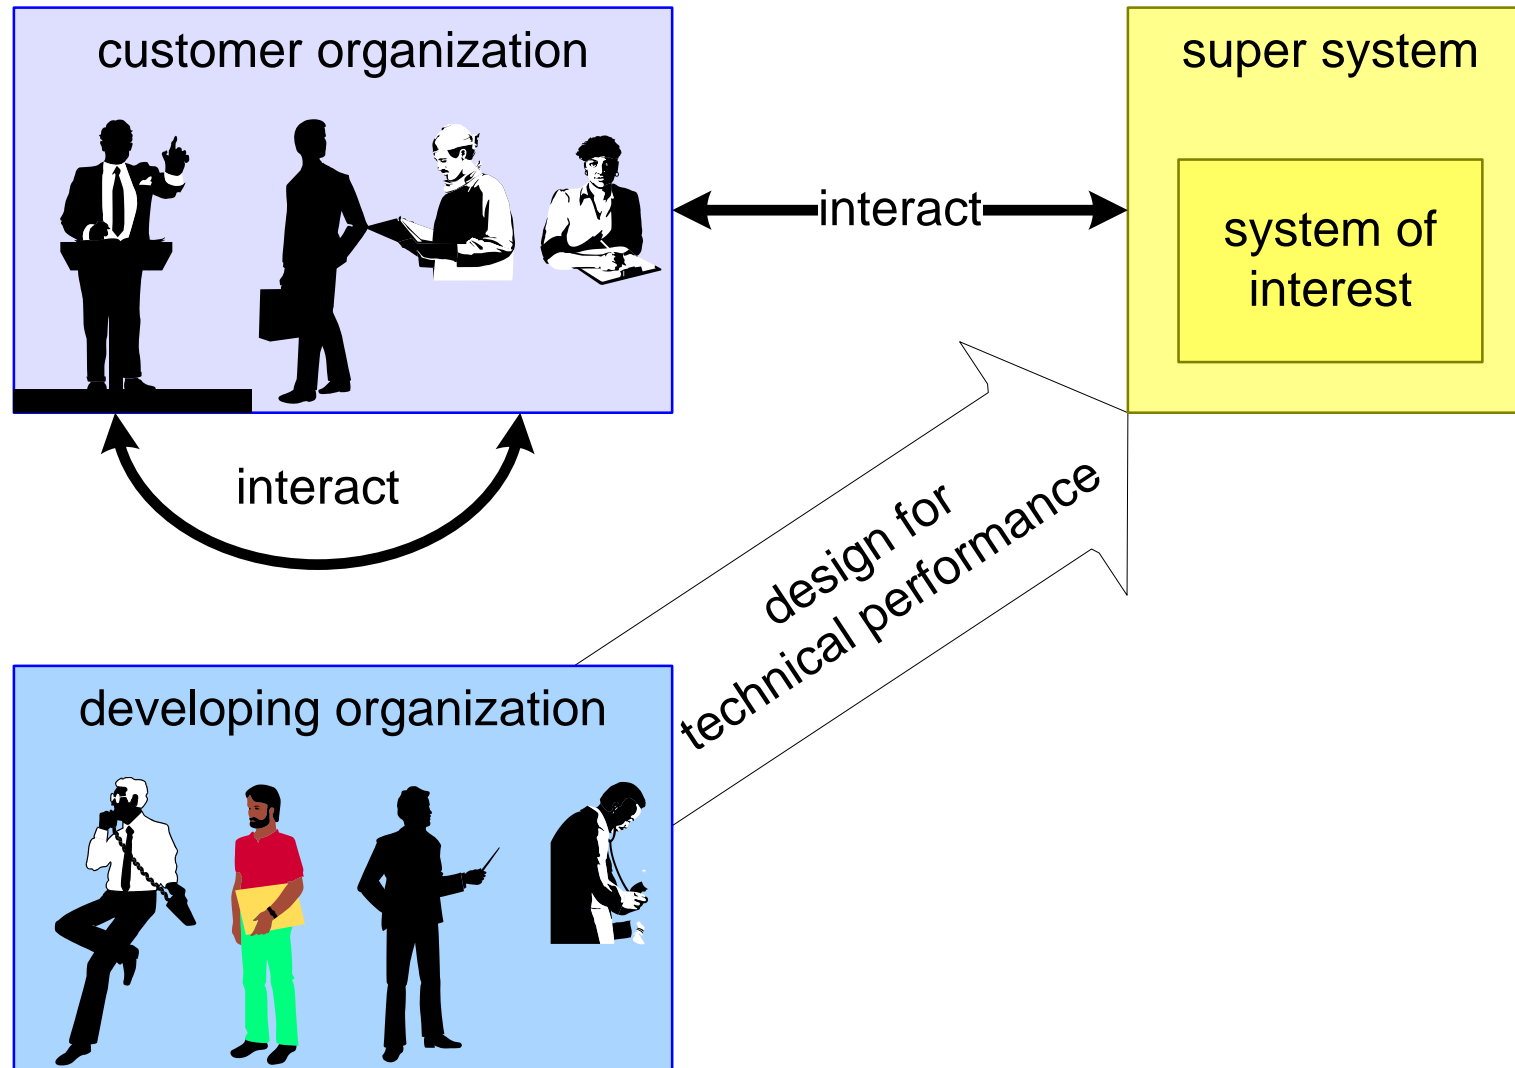 customer organization
super system
interact
system of
interest
interact
design for
technical performance
developing organization